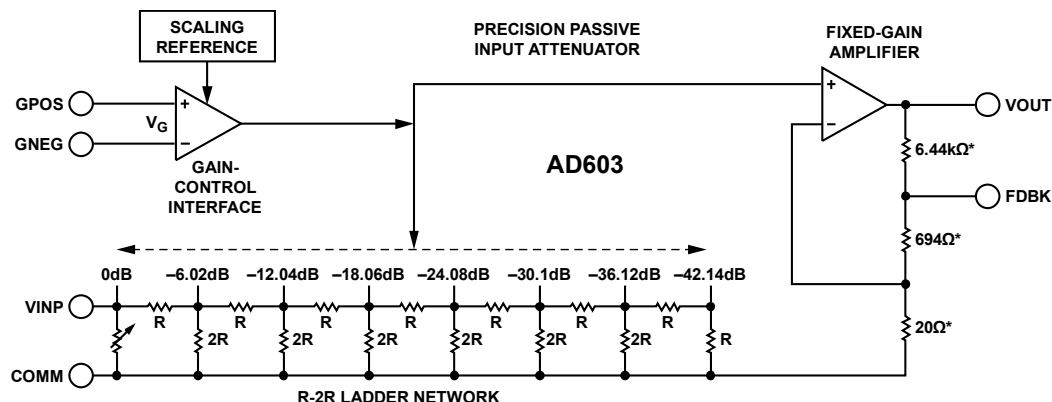 SCALING
REFERENCE
PRECISION PASSIVE
INPUT ATTENUATOR
FIXED-GAIN
AMPLIFIER
GPOS
+
VG
GNEG
–
GAIN-
CONTROL
INTERFACE
+
–
VOUT
6.44kΩ*
AD603
FDBK
694Ω*
0dB –6.02dB –12.04dB –18.06dB –24.08dB –30.1dB –36.12dB –42.14dB
VINP
R R R R R R R
2R 2R 2R 2R 2R 2R R
20Ω*
COMM
R-2R LADDER NETWORK